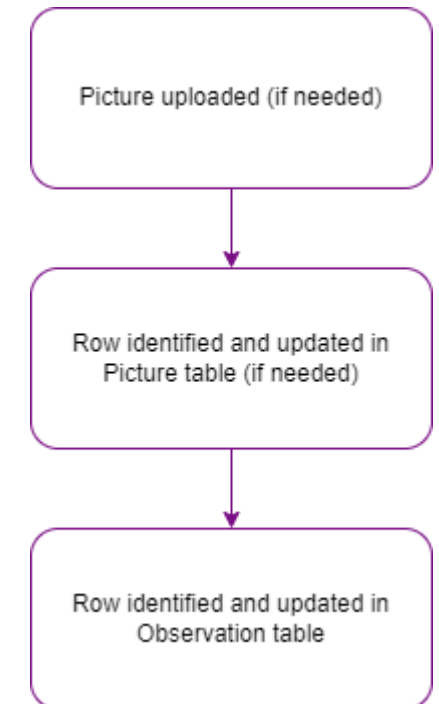 Picture uploaded (if needed)
Row identified and updated in
Picture table (if needed)
Row identified and updated in
Observation table